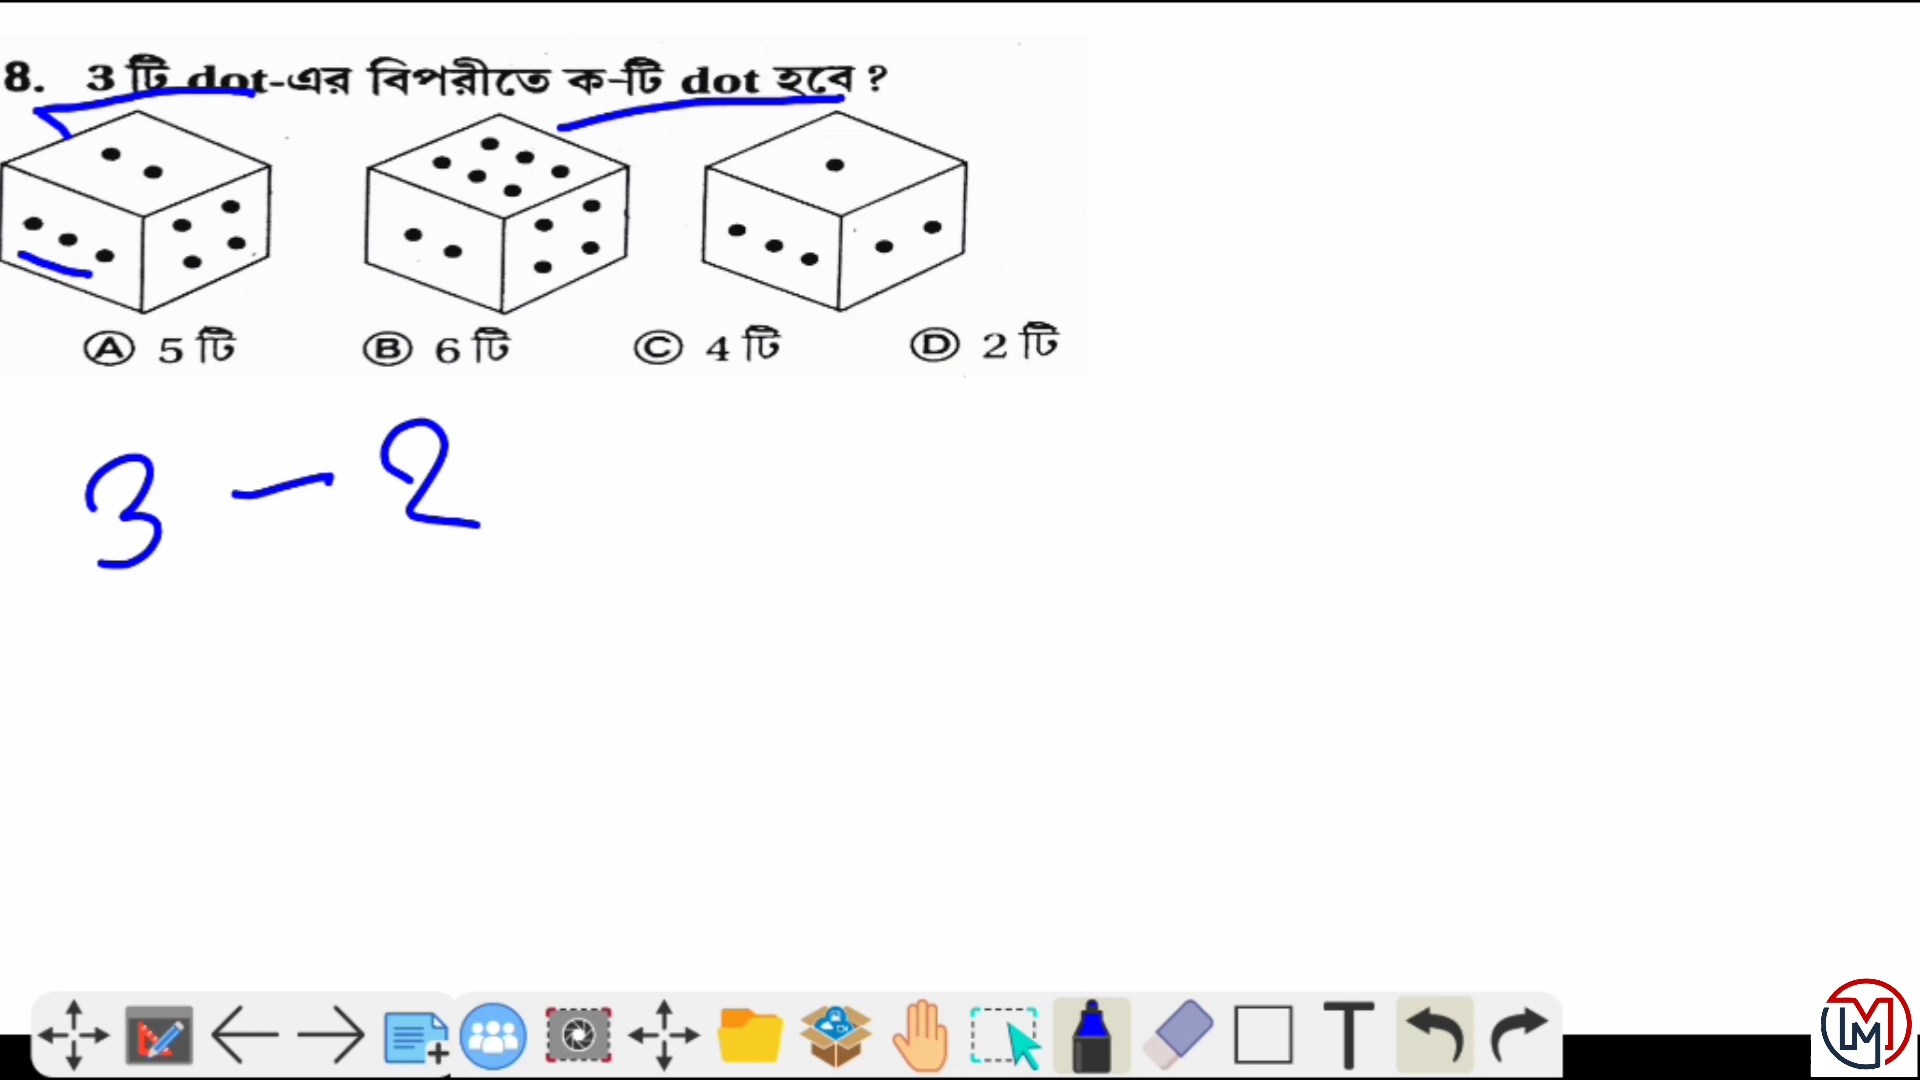 8. 3 টি dot-এর বিপরীতে ক-টি dot হবে ?
Ⓐ 5 টি Ⓑ 6 টি Ⓒ 4 টি Ⓓ 2 টি
3 – 2
T
M